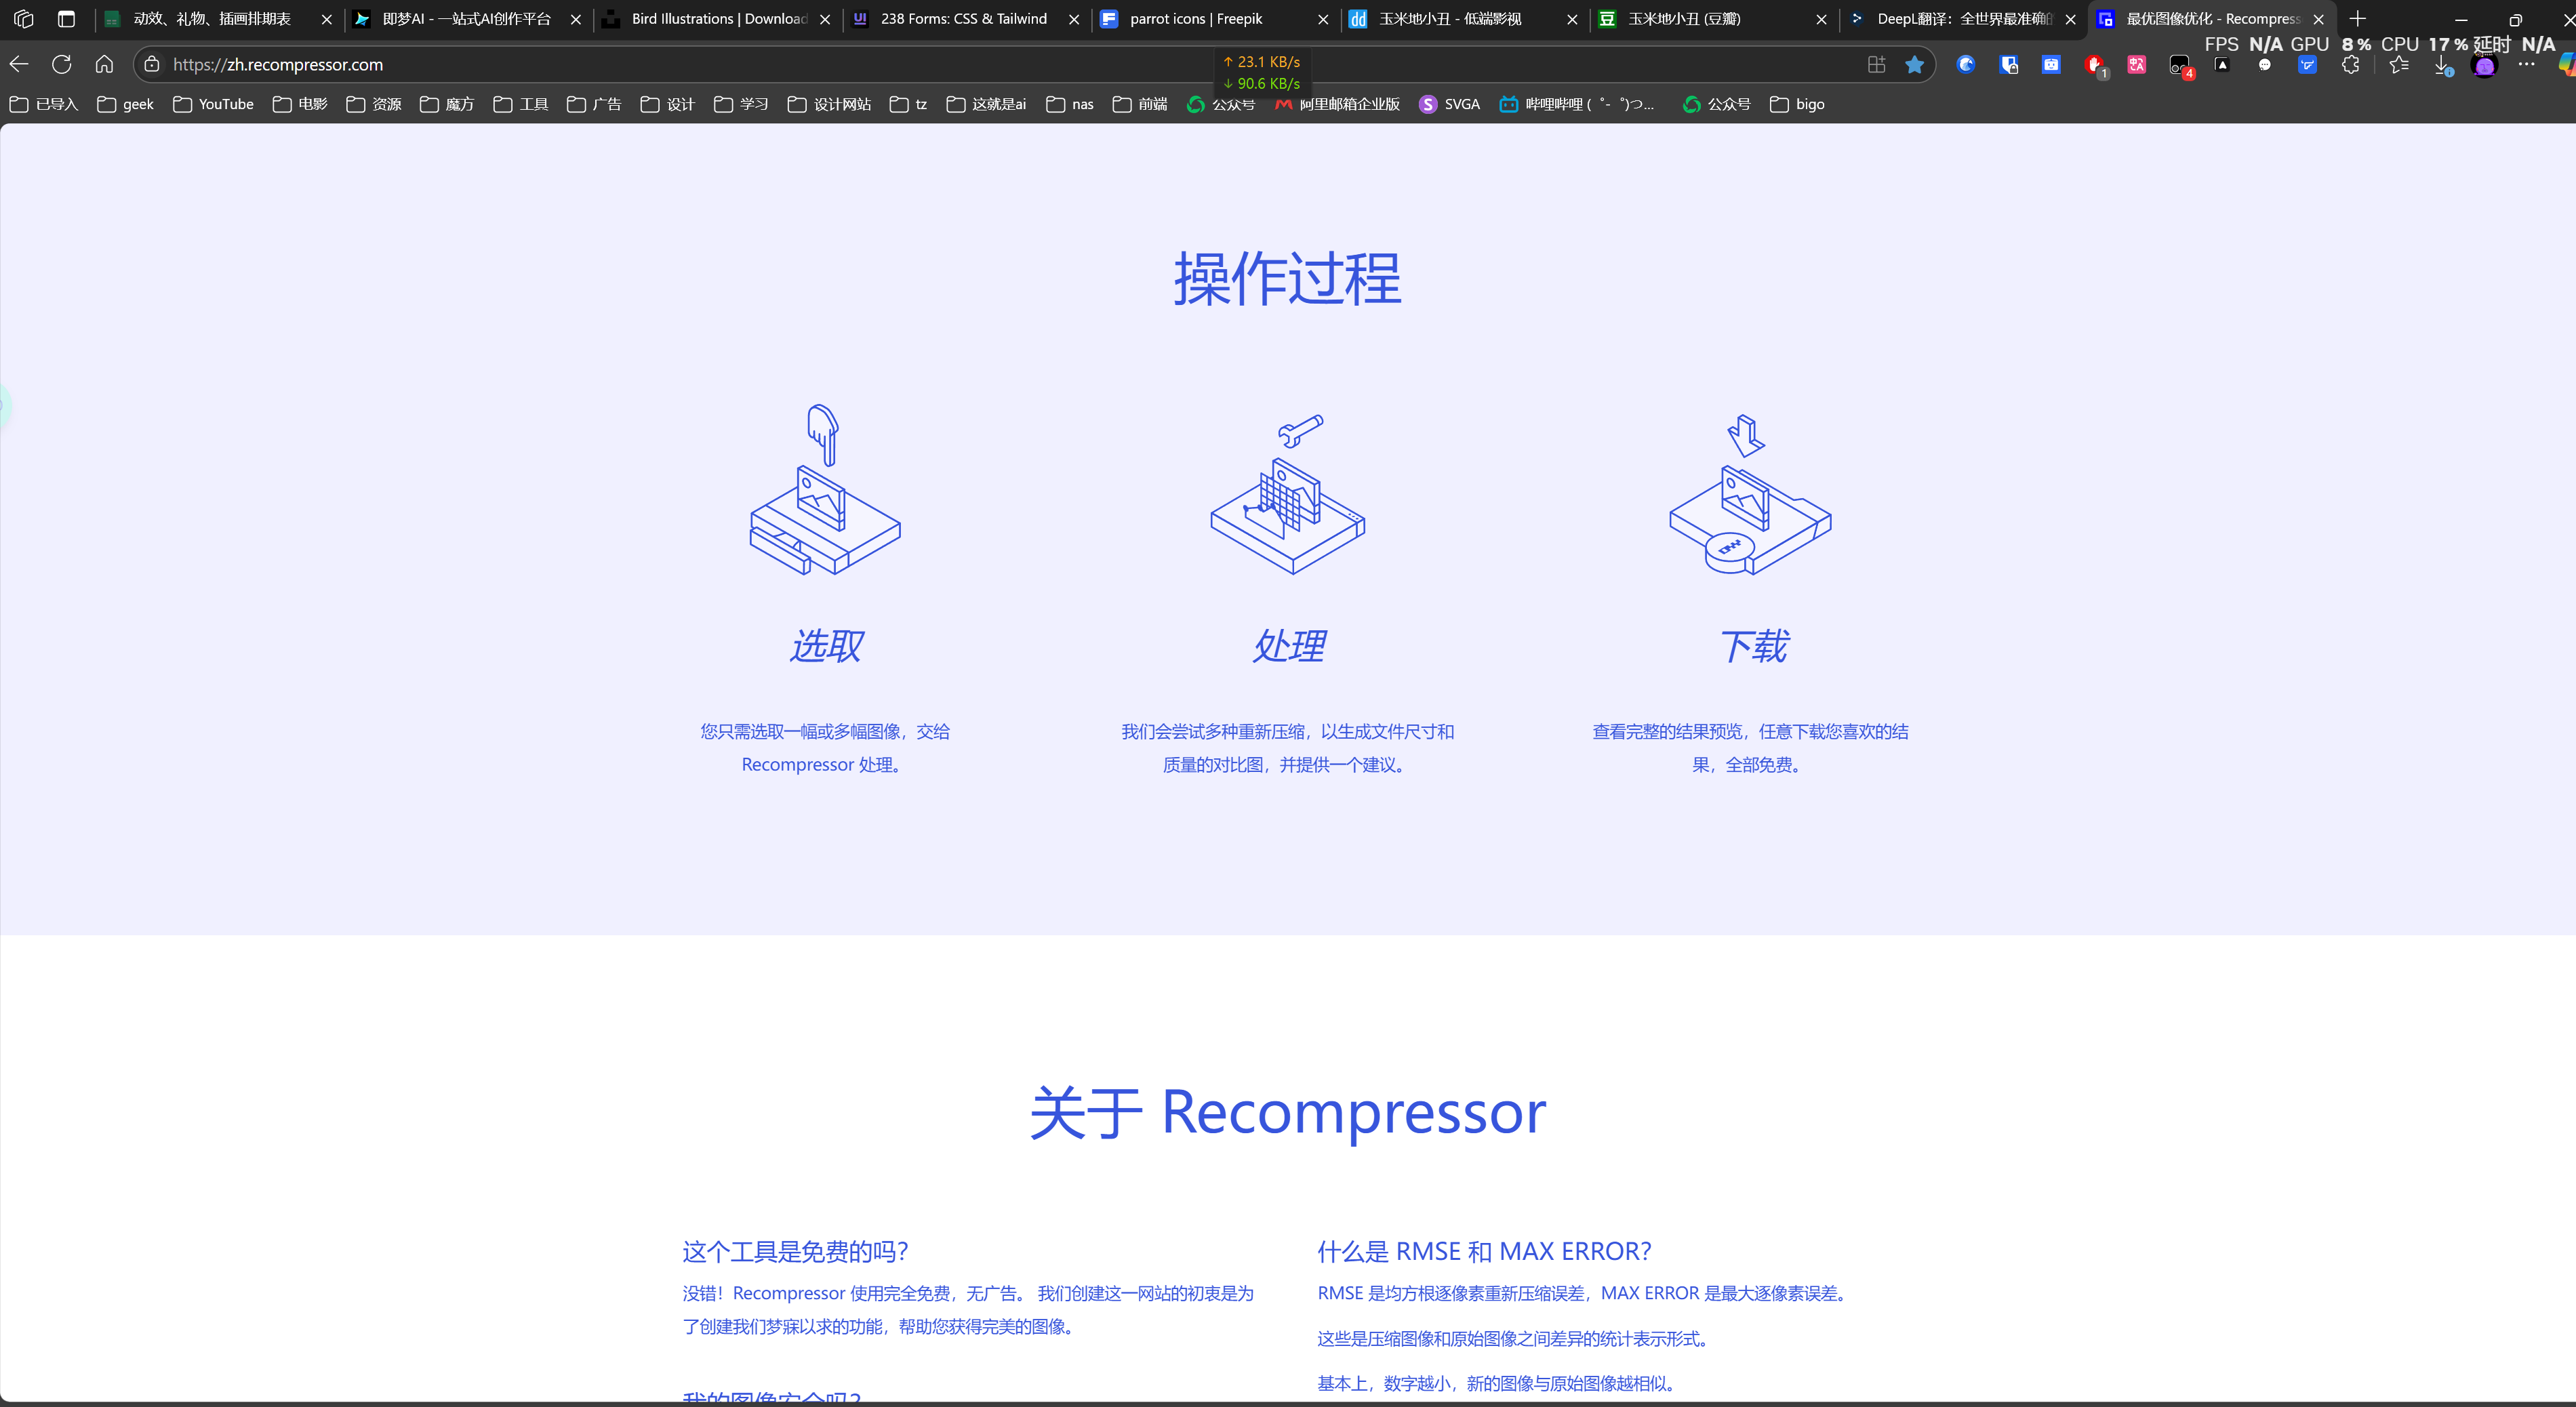 动效、礼物、插画排期表
即梦AI - 一站式AI创作平台
Bird Illustrations | Download
238 Forms: CSS & Tailwind
parrot icons | Freepik
dd
玉米地小丑 - 低端影视
豆
玉米地小丑 (豆瓣)
DeepL翻译：全世界最准确的
最优图像优化 - Recompress
FPS N/A GPU 8% CPU 17% 延时 N/A
https://zh.recompressor.com
↑ 23.1 KB/s
↓ 90.6 KB/s
1
4
已导入
geek
YouTube
电影
资源
魔方
工具
广告
设计
学习
设计网站
tz
这就是ai
nas
前端
公众号
阿里邮箱企业版
SVGA
哔哩哔哩 (゜-゜)つ...
公众号
bigo
操作过程
选取
处理
下载
您只需选取一幅或多幅图像，交给
Recompressor 处理。
我们会尝试多种重新压缩，以生成文件尺寸和
质量的对比图，并提供一个建议。
查看完整的结果预览，任意下载您喜欢的结
果，全部免费。
关于 Recompressor
这个工具是免费的吗？
没错！Recompressor 使用完全免费，无广告。 我们创建这一网站的初衷是为
了创建我们梦寐以求的功能，帮助您获得完美的图像。
我的图像安全吗？
什么是 RMSE 和 MAX ERROR？
RMSE 是均方根逐像素重新压缩误差，MAX ERROR 是最大逐像素误差。
这些是压缩图像和原始图像之间差异的统计表示形式。
基本上，数字越小，新的图像与原始图像越相似。